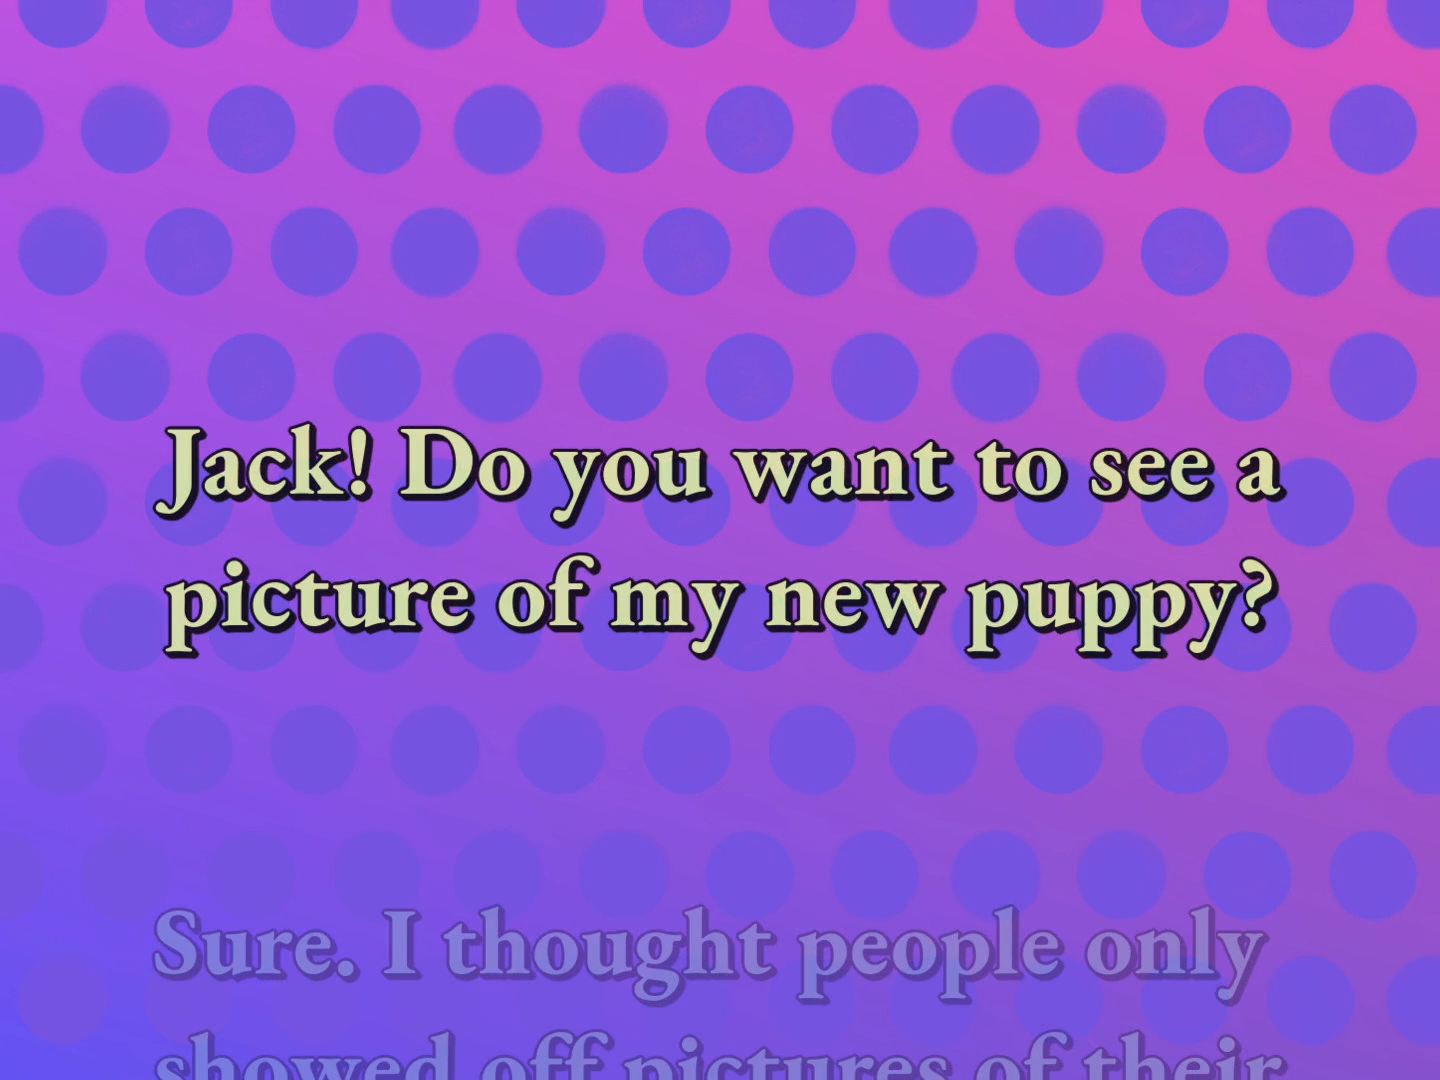 Jack! Do you want to see a
picture of my new puppy?
Sure. I thought people only
showed off pictures of their